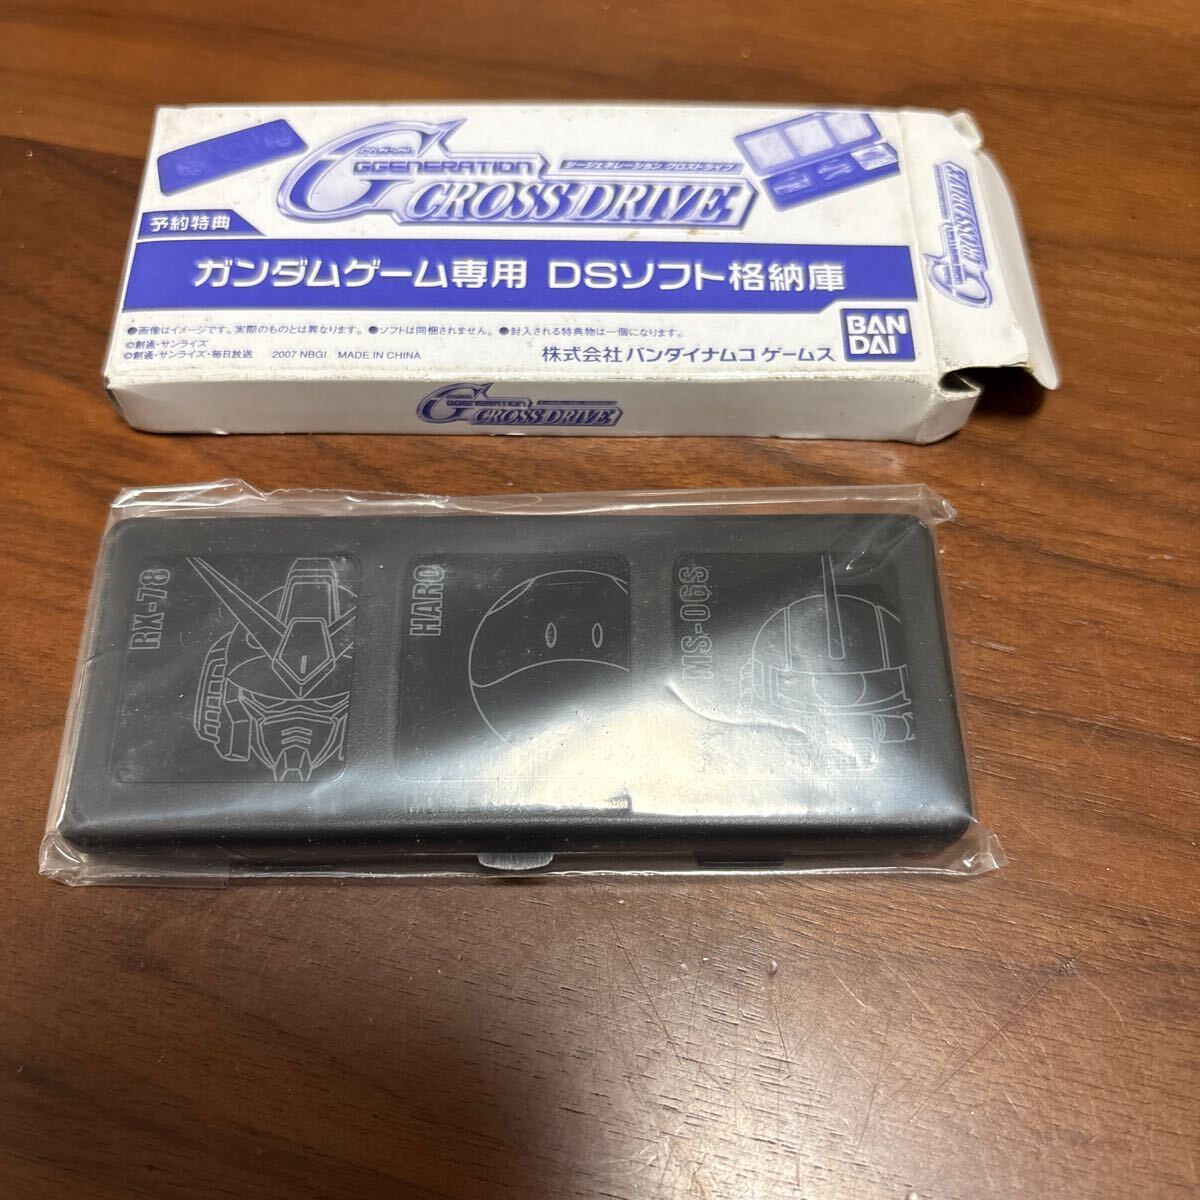 GGENERATION
ジージェネレーション クロスドライブ
CROSS DRIVE
予約特典
ガンダムゲーム専用 DSソフト格納庫
●画像はイメージです。実際のものとは異なります。 ●ソフトは同梱されません。 ●封入される特典物は一個になります。
©創通・サンライズ
©創通・サンライズ・毎日放送 2007 NBGI MADE IN CHINA
株式会社 バンダイナムコ ゲームス
BAN
DAI
GGENERATION
CROSS DRIVE
CROSS DRIVE
RX-78
HARO
MS-06S